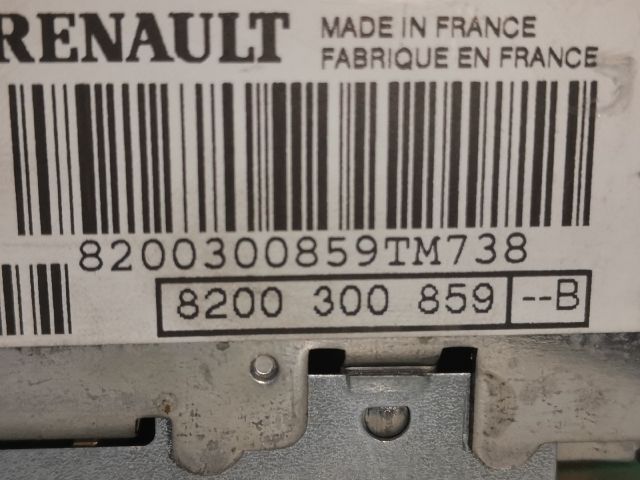 RENAULT
MADE IN FRANCE
FABRIQUE EN FRANCE
8200300859TM738
8200 300 859 --B